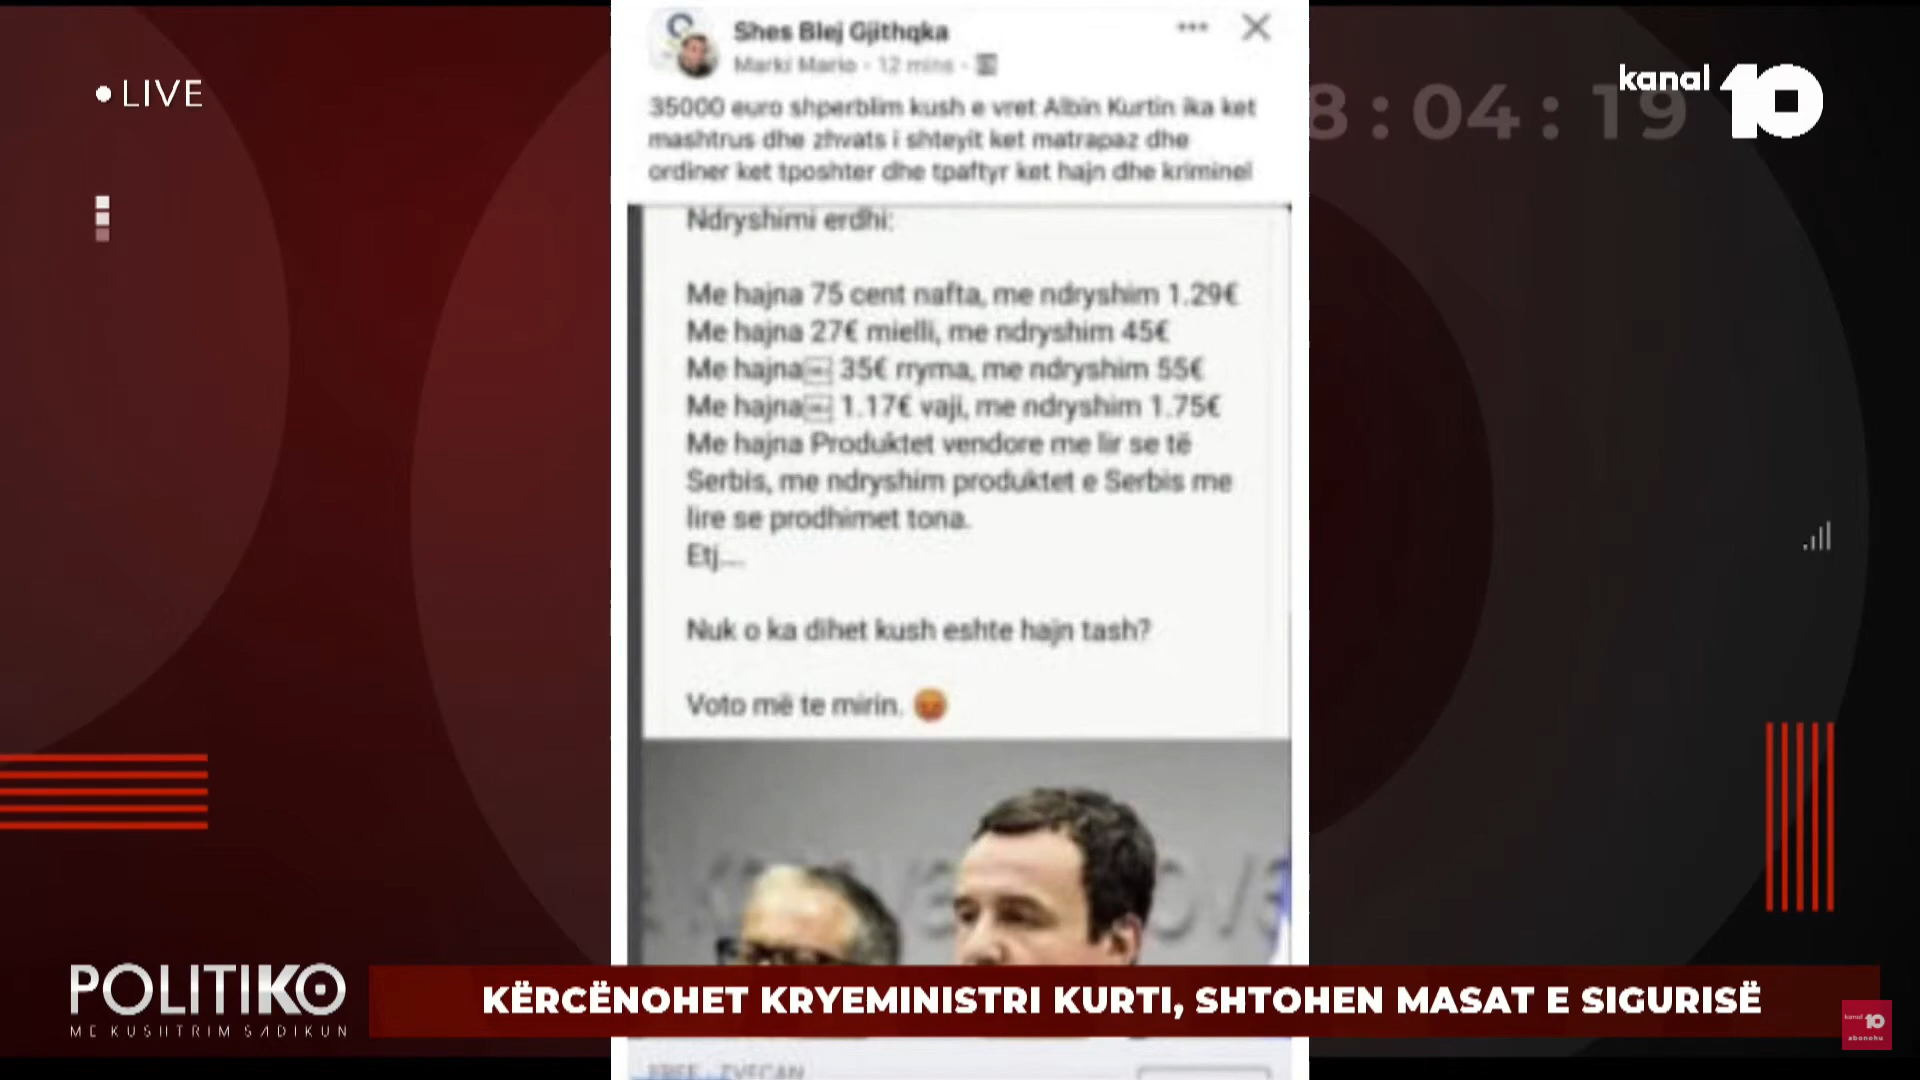 LIVE
kanal 10
8:04:19
Shes Blej Gjithqka
Marki Mario · 12 mins ·
35000 euro shperblim kush e vret Albin Kurtin ika ket
mashtrus dhe zhvats i shteyit ket matrapaz dhe
ordiner ket tposhter dhe tpaftyr ket hajn dhe kriminel
Ndryshimi erdhi:
Me hajna 75 cent nafta, me ndryshim 1.29€
Me hajna 27€ mielli, me ndryshim 45€
Me hajna 35€ rryma, me ndryshim 55€
Me hajna 1.17€ vaji, me ndryshim 1.75€
Me hajna Produktet vendore me lir se të
Serbis, me ndryshim produktet e Serbis me
lire se prodhimet tona.
Etj....
Nuk o ka dihet kush eshte hajn tash?
Voto më te mirin. 😡
POLITIKO
ME KUSHTRIM SADIKUN
KËRCËNOHET KRYEMINISTRI KURTI, SHTOHEN MASAT E SIGURISË
kanal 10
abonohu
FREE · ZVECAN